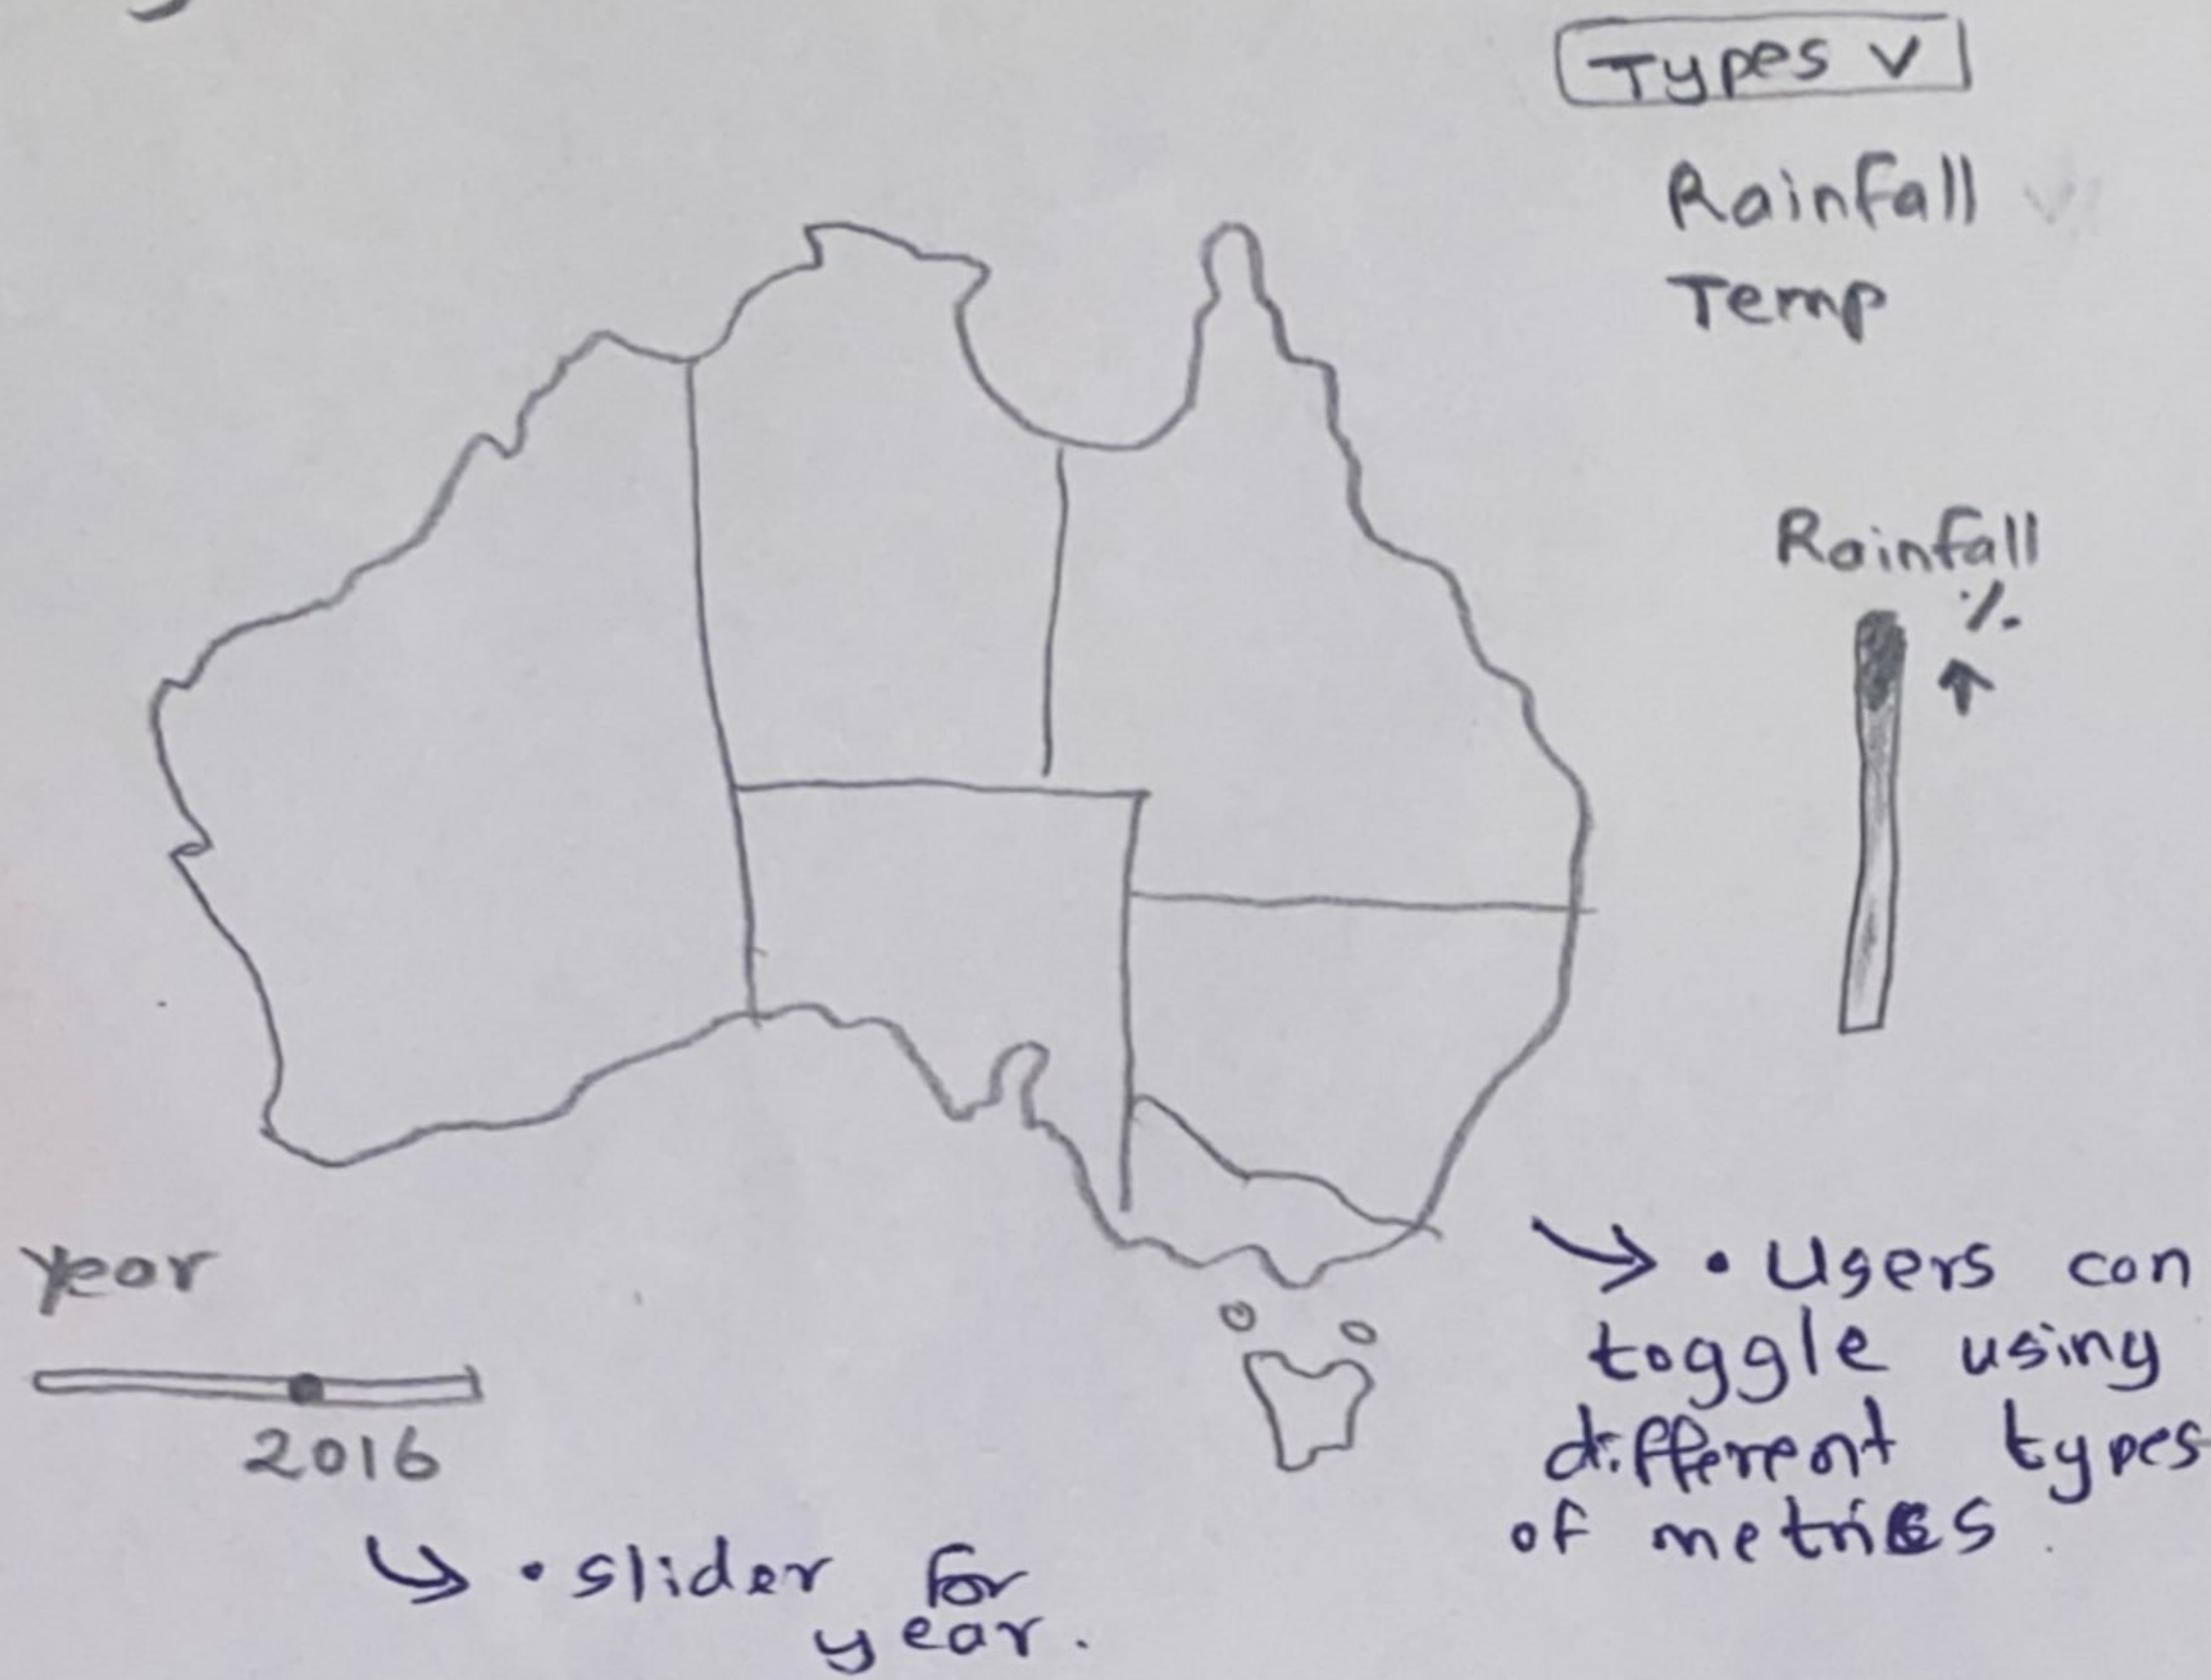 Types v
Rainfall
Temp
Rainfall
%
year
2016
→ • Users can
toggle using
different types
of metrics
↳ • slider for
year.